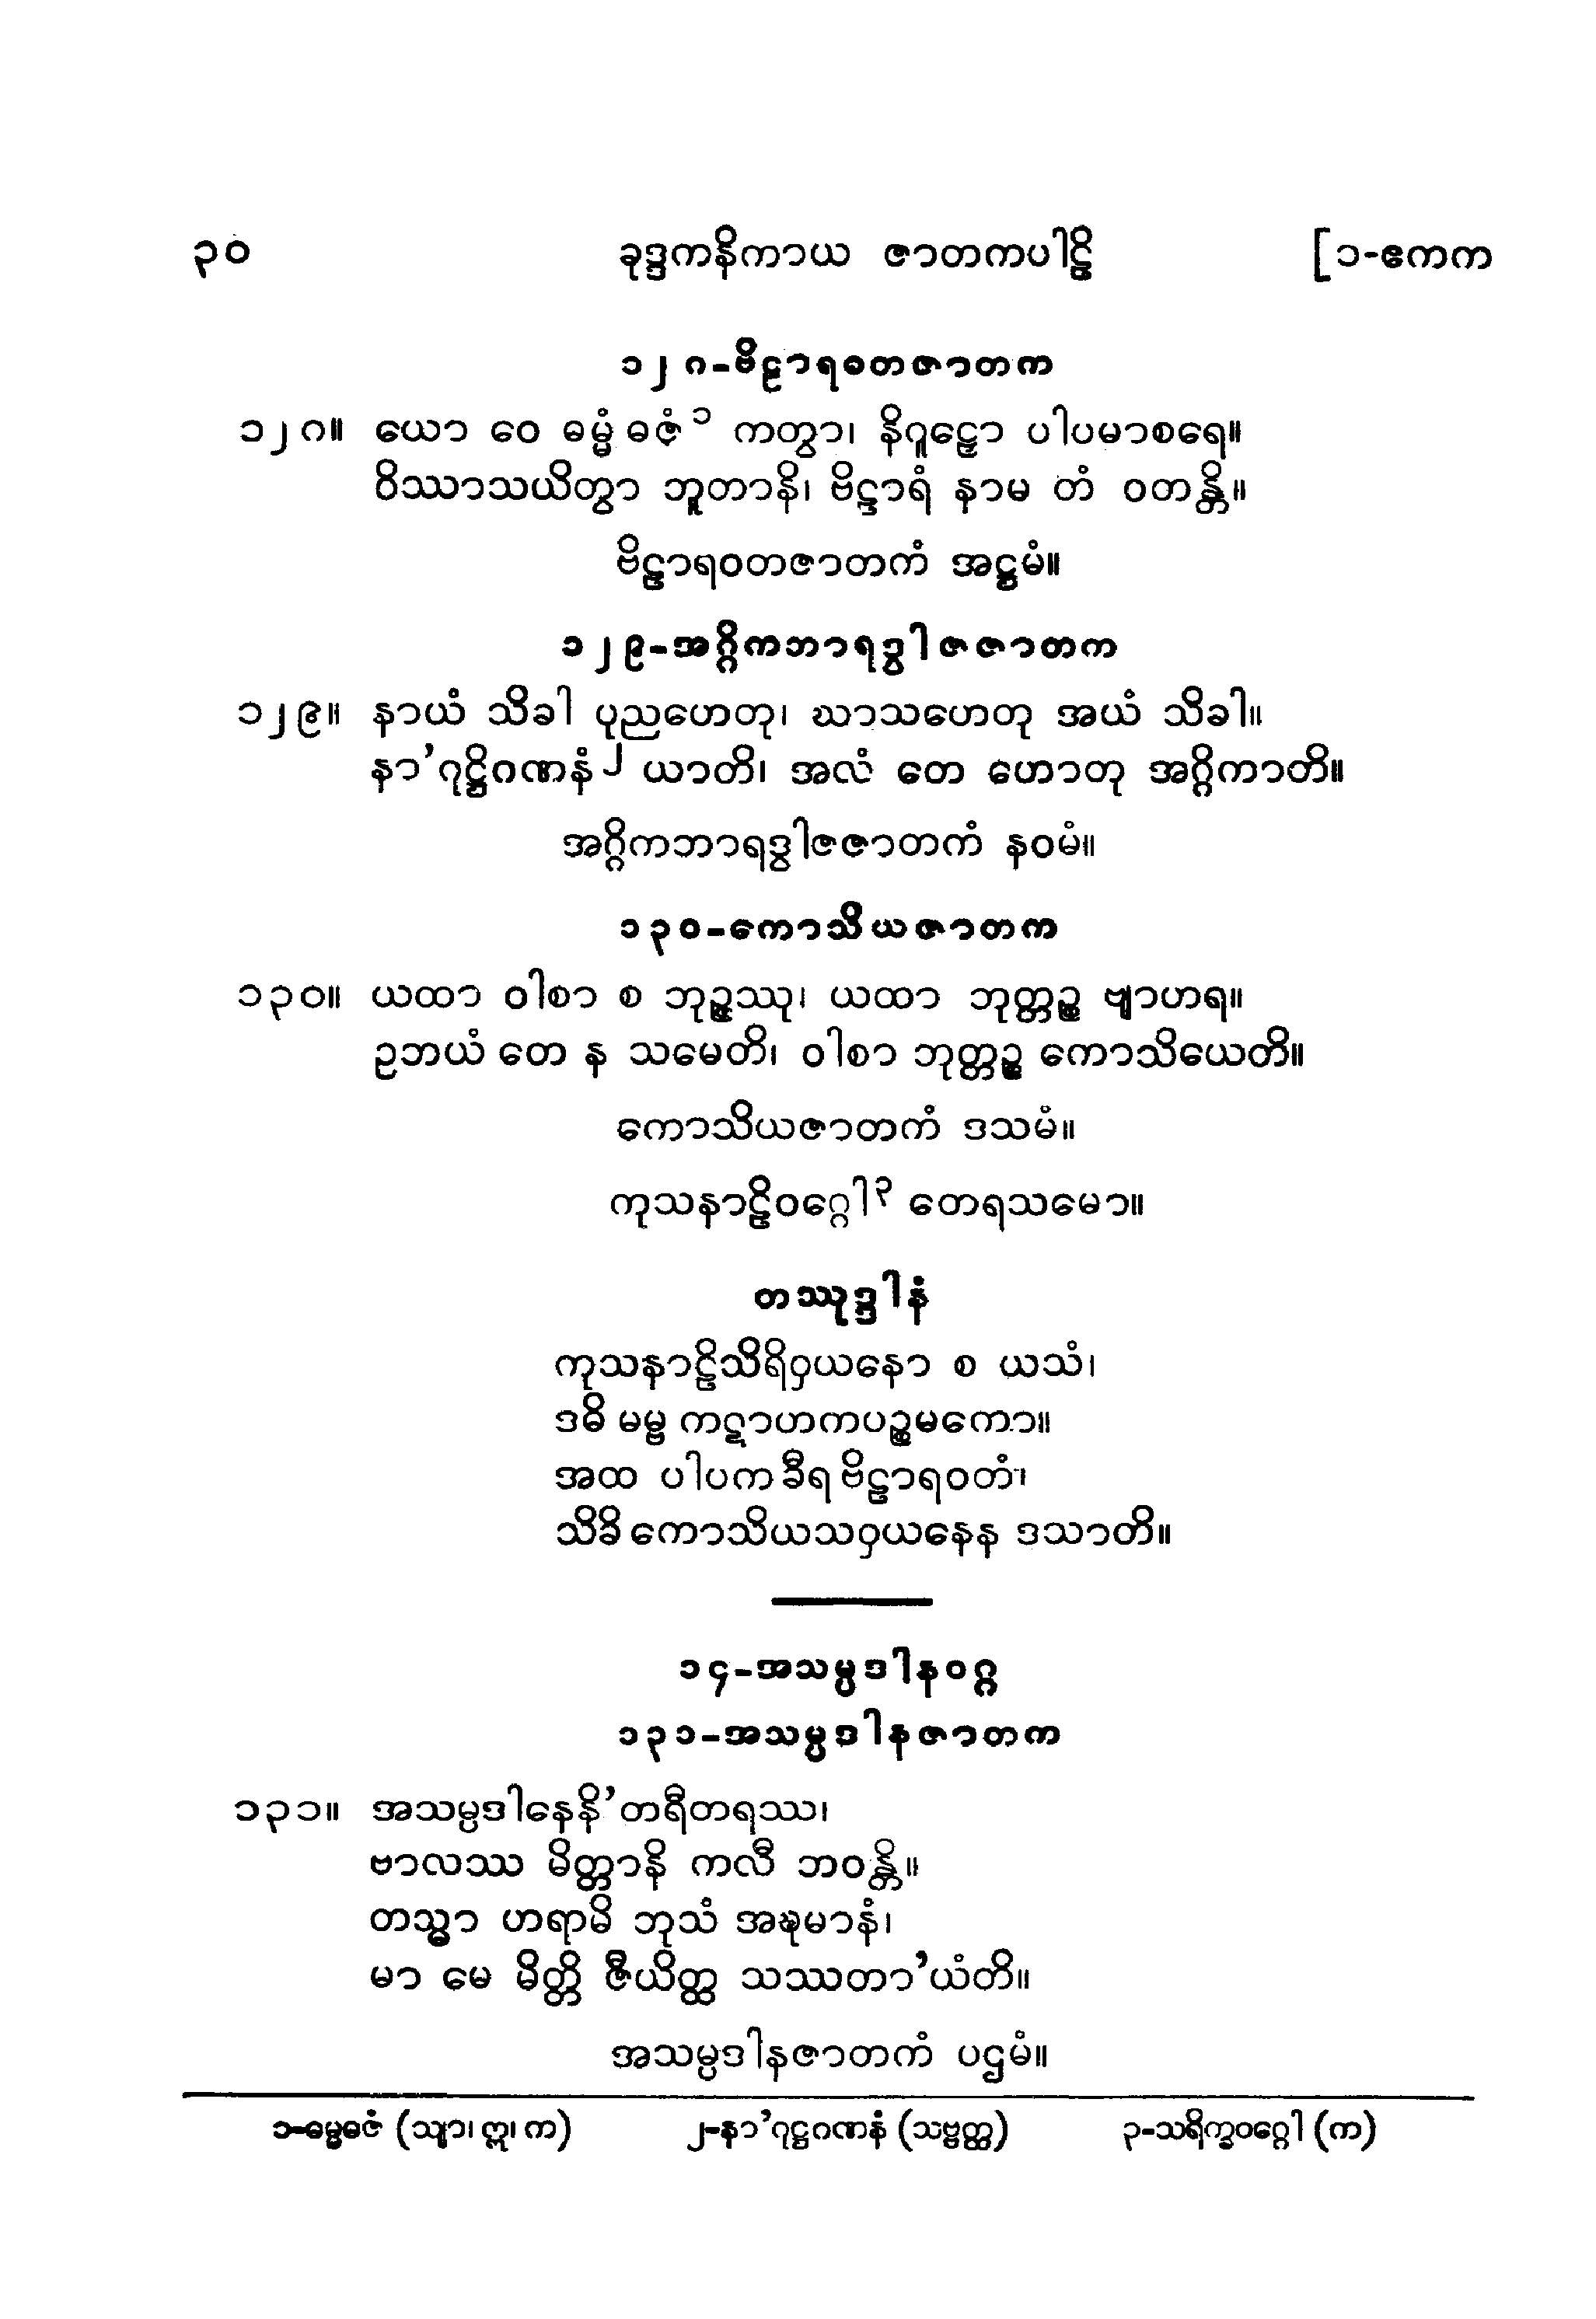 ၃၀ ခုဒ္ဒကနိကာယ ဇာတကပါဠိ [၁-ဧကက
၁၂၈-ဗိဠာရဝတဇာတက
၁၂၈။ ယော ဝေ ဓမ္မံ ဓဇံ၁ ကတွာ၊ နိဂူဠှော ပါပမာစရေ။
ဝိဿာသယိတွာ ဘူတာနိ၊ ဗိဠာရံ နာမ တံ ဝတန္တိ။
ဗိဠာရဝတဇာတကံ အဋ္ဌမံ။
၁၂၉-အဂ္ဂိကဘာရဒွါဇဇာတက
၁၂၉။ နာယံ သိခါ ပုညဟေတု၊ ဃာသဟေတု အယံ သိခါ။
နာ’ဂုဋ္ဌိဂဏနံ၂ ယာတိ၊ အလံ တေ ဟောတု အဂ္ဂိကာတိ။
အဂ္ဂိကဘာရဒွါဇဇာတကံ နဝမံ။
၁၃၀-ကောသိယဇာတက
၁၃၀။ ယထာ ဝါစာ စ ဘုဉ္ဇဿု၊ ယထာ ဘုတ္တဉ္စ ဗျာဟရ။
ဥဘယံ တေ န သမေတိ၊ ဝါစာ ဘုတ္တဉ္စ ကောသိယေတိ။
ကောသိယဇာတကံ ဒသမံ။
ကုသနာဠိဝဂ္ဂေါ၃ တေရသမော။
တဿုဒ္ဒါနံ
ကုသနာဠိသိရိဝှယနော စ ယသံ၊
ဒဓိ မမ္ဗ ကဋာဟကပဉ္စမကော။
အထ ပါပက ခီရ ဗိဠာရဝတံ၊
သိခိ ကောသိယသဝှယနေန ဒသာတိ။
၁၄-အသမ္ပဒါနဝဂ္ဂ
၁၃၁-အသမ္ပဒါနဇာတက
၁၃၁။ အသမ္ပဒါနေနိ’တရီတရဿ၊
ဗာလဿ မိတ္တာနိ ကလီ ဘဝန္တိ။
တသ္မာ ဟရာမိ ဘုသံ အဍ္ဎမာနံ၊
မာ မေ မိတ္တိ ဇီယိတ္ထ သဿတာ’ယံတိ။
အသမ္ပဒါနဇာတကံ ပဌမံ။
၁-ဓမ္မဓဇံ (သျာ၊ ဣ၊ က) ၂-နာ’ဂုဋ္ဌဂဏနံ (သဗ္ဗတ္ထ) ၃-သရိက္ခဝဂ္ဂေါ (က)